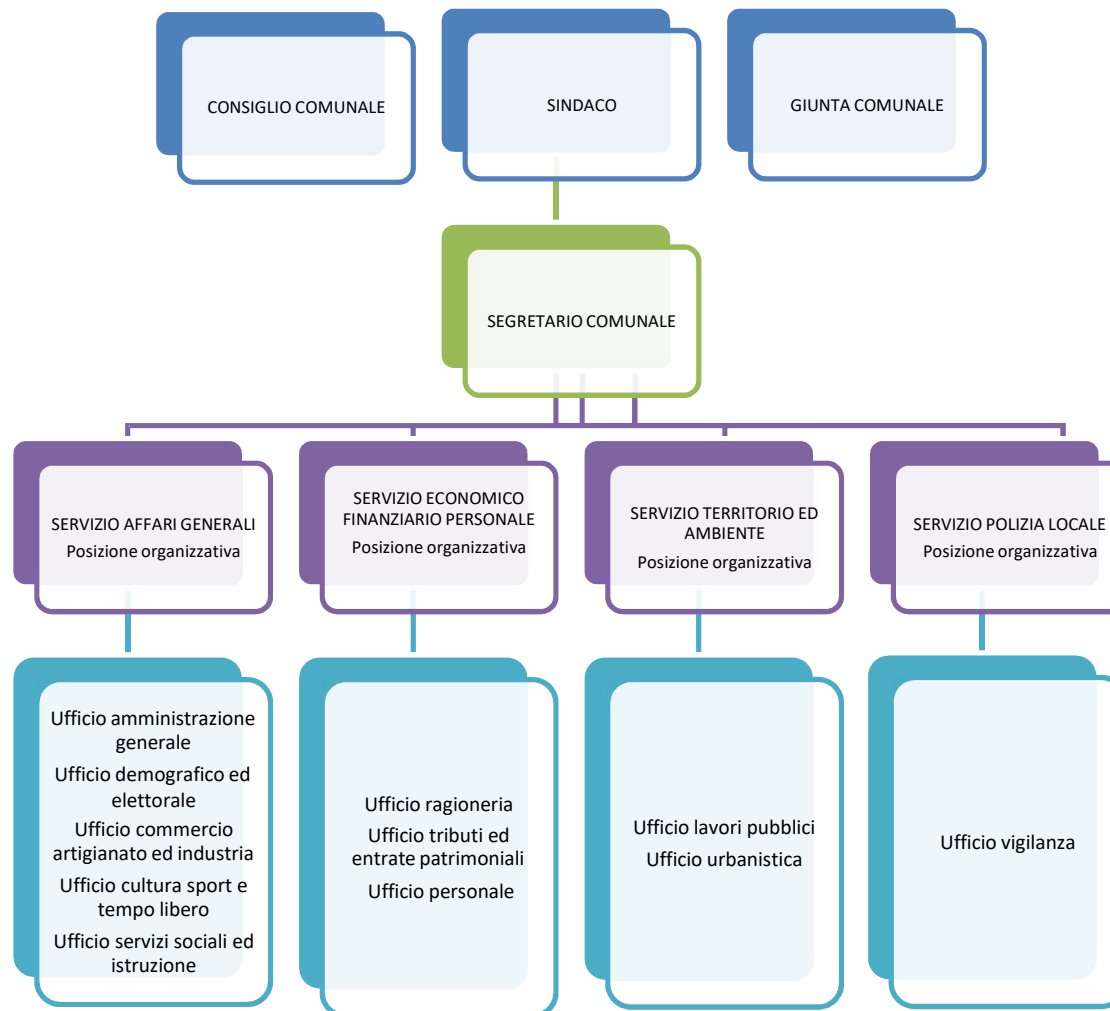 CONSIGLIO COMUNALE
SINDACO
GIUNTA COMUNALE
SEGRETARIO COMUNALE
SERVIZIO AFFARI GENERALI
Posizione organizzativa
SERVIZIO ECONOMICO
FINANZIARIO PERSONALE
Posizione organizzativa
SERVIZIO TERRITORIO ED
AMBIENTE
Posizione organizzativa
SERVIZIO POLIZIA LOCALE
Posizione organizzativa
Ufficio amministrazione
generale
Ufficio demografico ed
elettorale
Ufficio commercio
artigianato ed industria
Ufficio cultura sport e
tempo libero
Ufficio servizi sociali ed
istruzione
Ufficio ragioneria
Ufficio tributi ed
entrate patrimoniali
Ufficio personale
Ufficio lavori pubblici
Ufficio urbanistica
Ufficio vigilanza